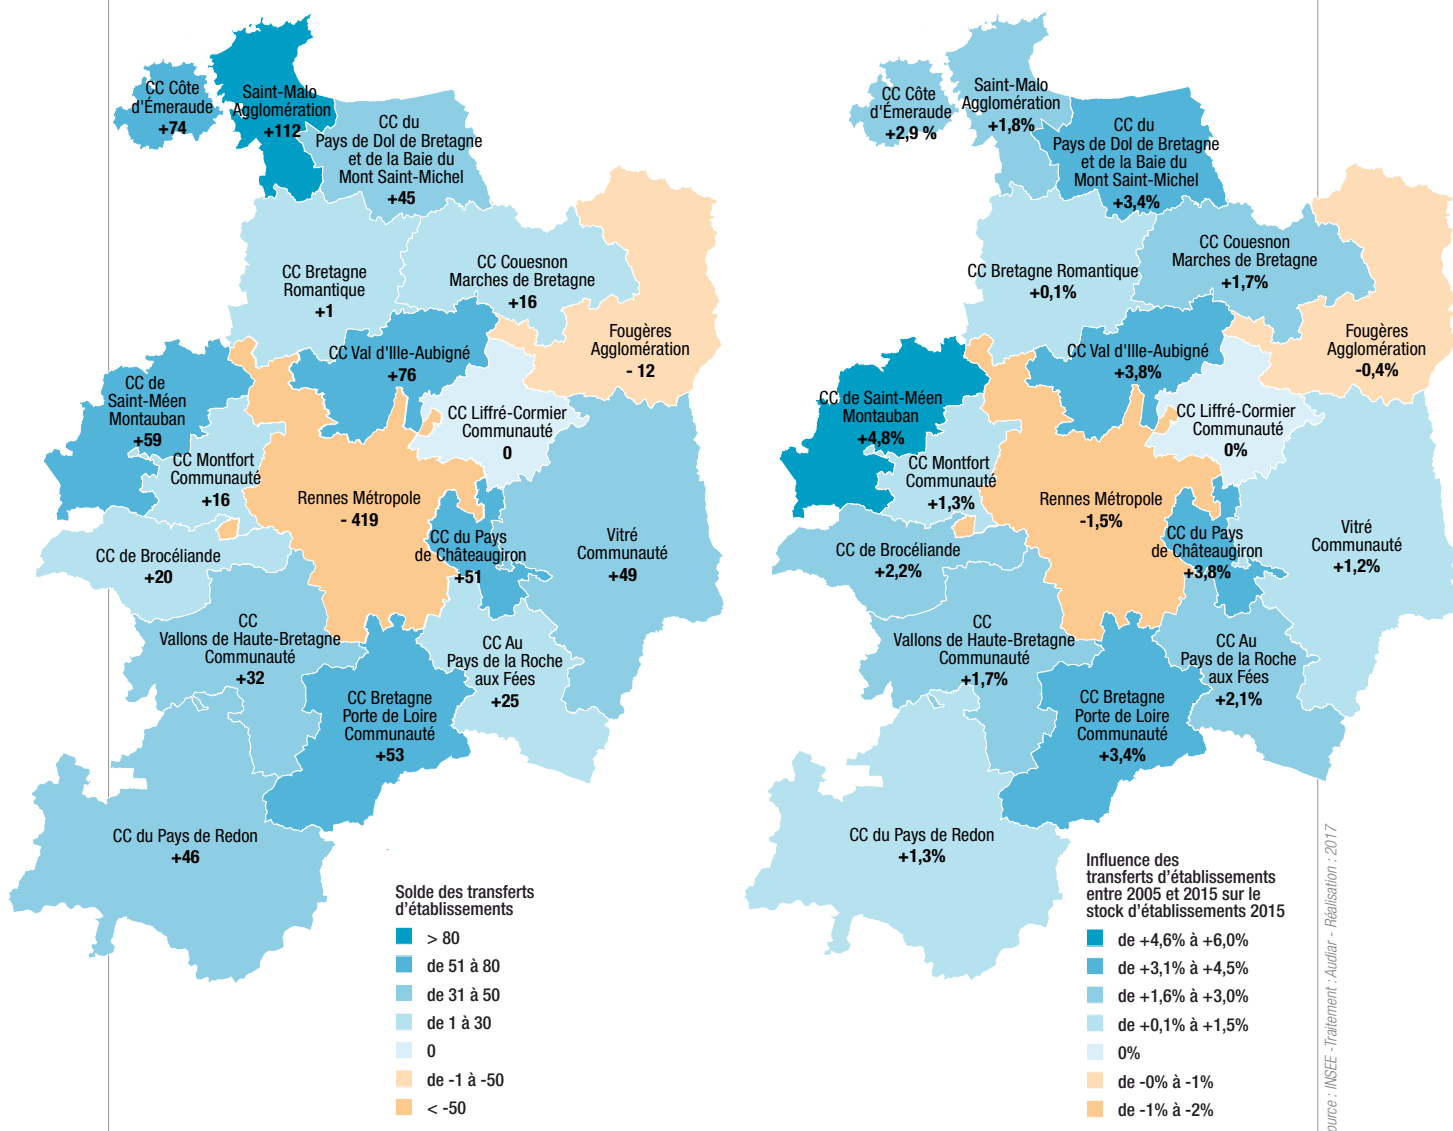 CC Côte
d'Émeraude
+74
Saint-Malo
Agglomération
+112
CC du
Pays de Dol de Bretagne
et de la Baie du
Mont Saint-Michel
+45
CC Bretagne
Romantique
+1
CC Couesnon
Marches de Bretagne
+16
Fougères
Agglomération
- 12
CC Val d'Ille-Aubigné
+76
CC de
Saint-Méen
Montauban
+59
CC Liffré-Cormier
Communauté
0
CC Montfort
Communauté
+16
Rennes Métropole
- 419
CC du Pays
de Châteaugiron
+51
Vitré
Communauté
+49
CC de Brocéliande
+20
CC
Vallons de Haute-Bretagne
Communauté
+32
CC Au
Pays de la Roche
aux Fées
+25
CC Bretagne
Porte de Loire
Communauté
+53
CC du Pays de Redon
+46
Solde des transferts
d'établissements
> 80
de 51 à 80
de 31 à 50
de 1 à 30
0
de -1 à -50
< -50
CC Côte
d'Émeraude
+2,9 %
Saint-Malo
Agglomération
+1,8%
CC du
Pays de Dol de Bretagne
et de la Baie du
Mont Saint-Michel
+3,4%
CC Bretagne Romantique
+0,1%
CC Couesnon
Marches de Bretagne
+1,7%
Fougères
Agglomération
-0,4%
CC Val d'Ille-Aubigné
+3,8%
CC de Saint-Méen
Montauban
+4,8%
CC Liffré-Cormier
Communauté
0%
CC Montfort
Communauté
+1,3%
Rennes Métropole
-1,5%
CC du Pays
de Châteaugiron
+3,8%
Vitré
Communauté
+1,2%
CC de Brocéliande
+2,2%
CC
Vallons de Haute-Bretagne
Communauté
+1,7%
CC Au
Pays de la Roche
aux Fées
+2,1%
CC Bretagne
Porte de Loire
Communauté
+3,4%
CC du Pays de Redon
+1,3%
Influence des
transferts d'établissements
entre 2005 et 2015 sur le
stock d'établissements 2015
de +4,6% à +6,0%
de +3,1% à +4,5%
de +1,6% à +3,0%
de +0,1% à +1,5%
0%
de -0% à -1%
de -1% à -2%
ource : INSEE -Traitement : Audiar - Réalisation : 2017